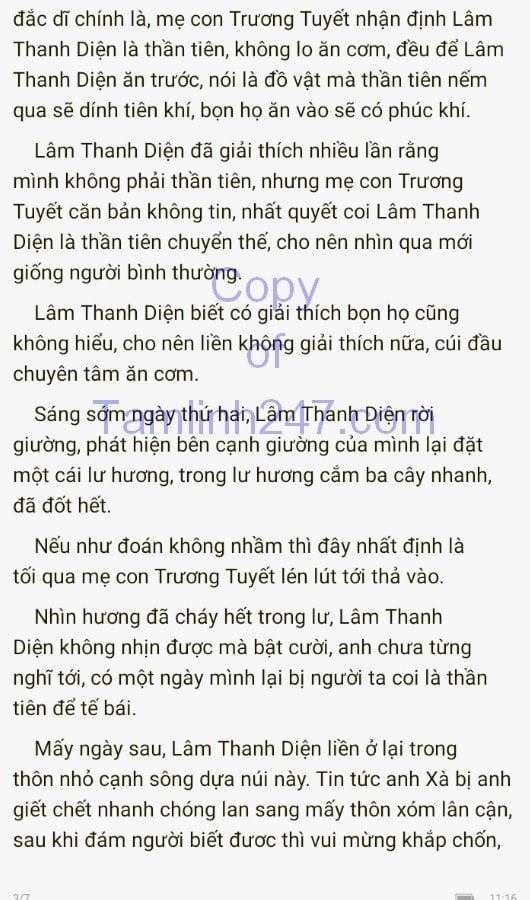 đắc dĩ chính là, mẹ con Trương Tuyết nhận định Lâm
Thanh Diện là thần tiên, không lo ăn cơm, đều để Lâm
Thanh Diện ăn trước, nói là đồ vật mà thần tiên nếm
qua sẽ dính tiên khí, bọn họ ăn vào sẽ có phúc khí.
Lâm Thanh Diện đã giải thích nhiều lần rằng
mình không phải thần tiên, nhưng mẹ con Trương
Tuyết căn bản không tin, nhất quyết coi Lâm Thanh
Diện là thần tiên chuyển thế, cho nên nhìn qua mới
giống người bình thường.
Copy
Lâm Thanh Diện biết có giải thích bọn họ cũng
không hiểu, cho nên liền không giải thích nữa, cúi đầu
of
chuyên tâm ăn cơm.
Sáng sớm ngày thứ hai, Lâm Thanh Diện rời
Tamlinh247.com
giường, phát hiện bên cạnh giường của mình lại đặt
một cái lư hương, trong lư hương cắm ba cây nhanh,
đã đốt hết.
Nếu như đoán không nhầm thì đây nhất định là
tối qua mẹ con Trương Tuyết lén lút tới thả vào.
Nhìn hương đã cháy hết trong lư, Lâm Thanh
Diện không nhịn được mà bật cười, anh chưa từng
nghĩ tới, có một ngày mình lại bị người ta coi là thần
tiên để tế bái.
Mấy ngày sau, Lâm Thanh Diện liền ở lại trong
thôn nhỏ cạnh sông dựa núi này. Tin tức anh Xà bị anh
giết chết nhanh chóng lan sang mấy thôn xóm lân cận,
sau khi đám người biết đươc thì vui mừng khắp chốn,
3/7
11:16